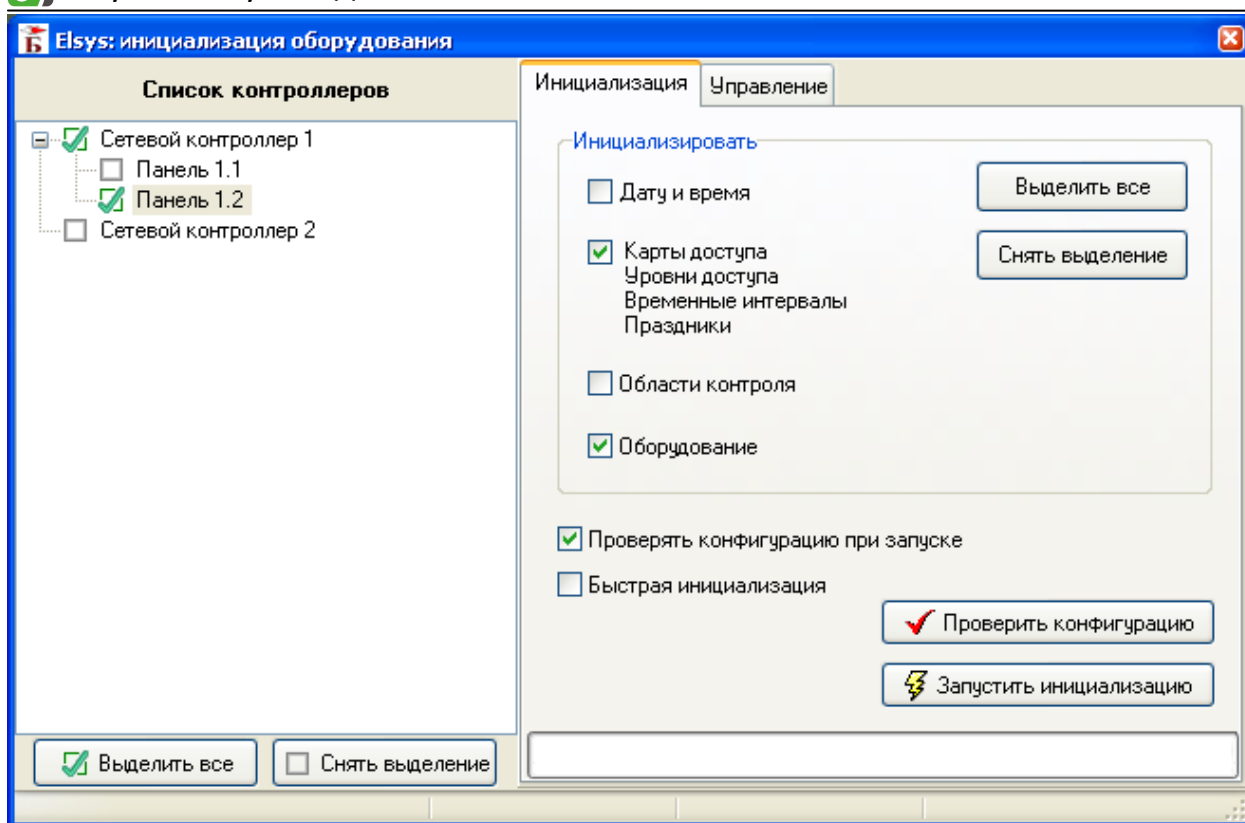 Elsys: инициализация оборудования
Список контроллеров
Сетевой контроллер 1
Панель 1.1
Панель 1.2
Сетевой контроллер 2
Выделить все
Снять выделение
Инициализация
Управление
Инициализировать
Дату и время
Выделить все
Карты доступа
Уровни доступа
Временные интервалы
Праздники
Снять выделение
Области контроля
Оборудование
Проверять конфигурацию при запуске
Быстрая инициализация
Проверить конфигурацию
Запустить инициализацию